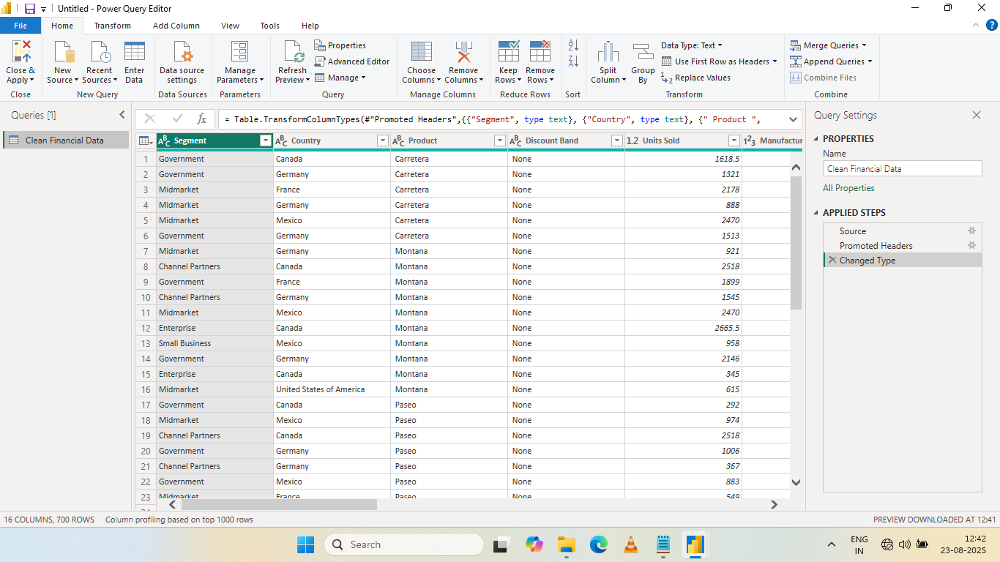 Untitled - Power Query Editor
File Home Transform Add Column View Tools Help
Close & Apply
Close
New Source
Recent Sources
Enter Data
New Query
Data source settings
Data Sources
Manage Parameters
Parameters
Refresh Preview
Properties
Advanced Editor
Manage
Query
Choose Columns
Remove Columns
Manage Columns
Keep Rows
Remove Rows
Reduce Rows
Sort
Split Column
Group By
Data Type: Text
Use First Row as Headers
Replace Values
Transform
Merge Queries
Append Queries
Combine Files
Combine
Queries [1]
Clean Financial Data
fx = Table.TransformColumnTypes(#"Promoted Headers",{{"Segment", type text}, {"Country", type text}, {" Product ",
ABC Segment ABC Country ABC Product ABC Discount Band 1.2 Units Sold 123 Manufactur
1 Government Canada Carretera None 1618.5
2 Government Germany Carretera None 1321
3 Midmarket France Carretera None 2178
4 Midmarket Germany Carretera None 888
5 Midmarket Mexico Carretera None 2470
6 Government Germany Carretera None 1513
7 Midmarket Germany Montana None 921
8 Channel Partners Canada Montana None 2518
9 Government France Montana None 1899
10 Channel Partners Germany Montana None 1545
11 Midmarket Mexico Montana None 2470
12 Enterprise Canada Montana None 2665.5
13 Small Business Mexico Montana None 958
14 Government Germany Montana None 2146
15 Enterprise Canada Montana None 345
16 Midmarket United States of America Montana None 615
17 Government Canada Paseo None 292
18 Midmarket Mexico Paseo None 974
19 Channel Partners Canada Paseo None 2518
20 Government Germany Paseo None 1006
21 Channel Partners Germany Paseo None 367
22 Government Mexico Paseo None 883
23 Midmarket France Paseo None 549
Query Settings
PROPERTIES
Name
Clean Financial Data
All Properties
APPLIED STEPS
Source
Promoted Headers
Changed Type
16 COLUMNS, 700 ROWS Column profiling based on top 1000 rows
PREVIEW DOWNLOADED AT 12:41
Search
ENG
IN
12:42
23-08-2025